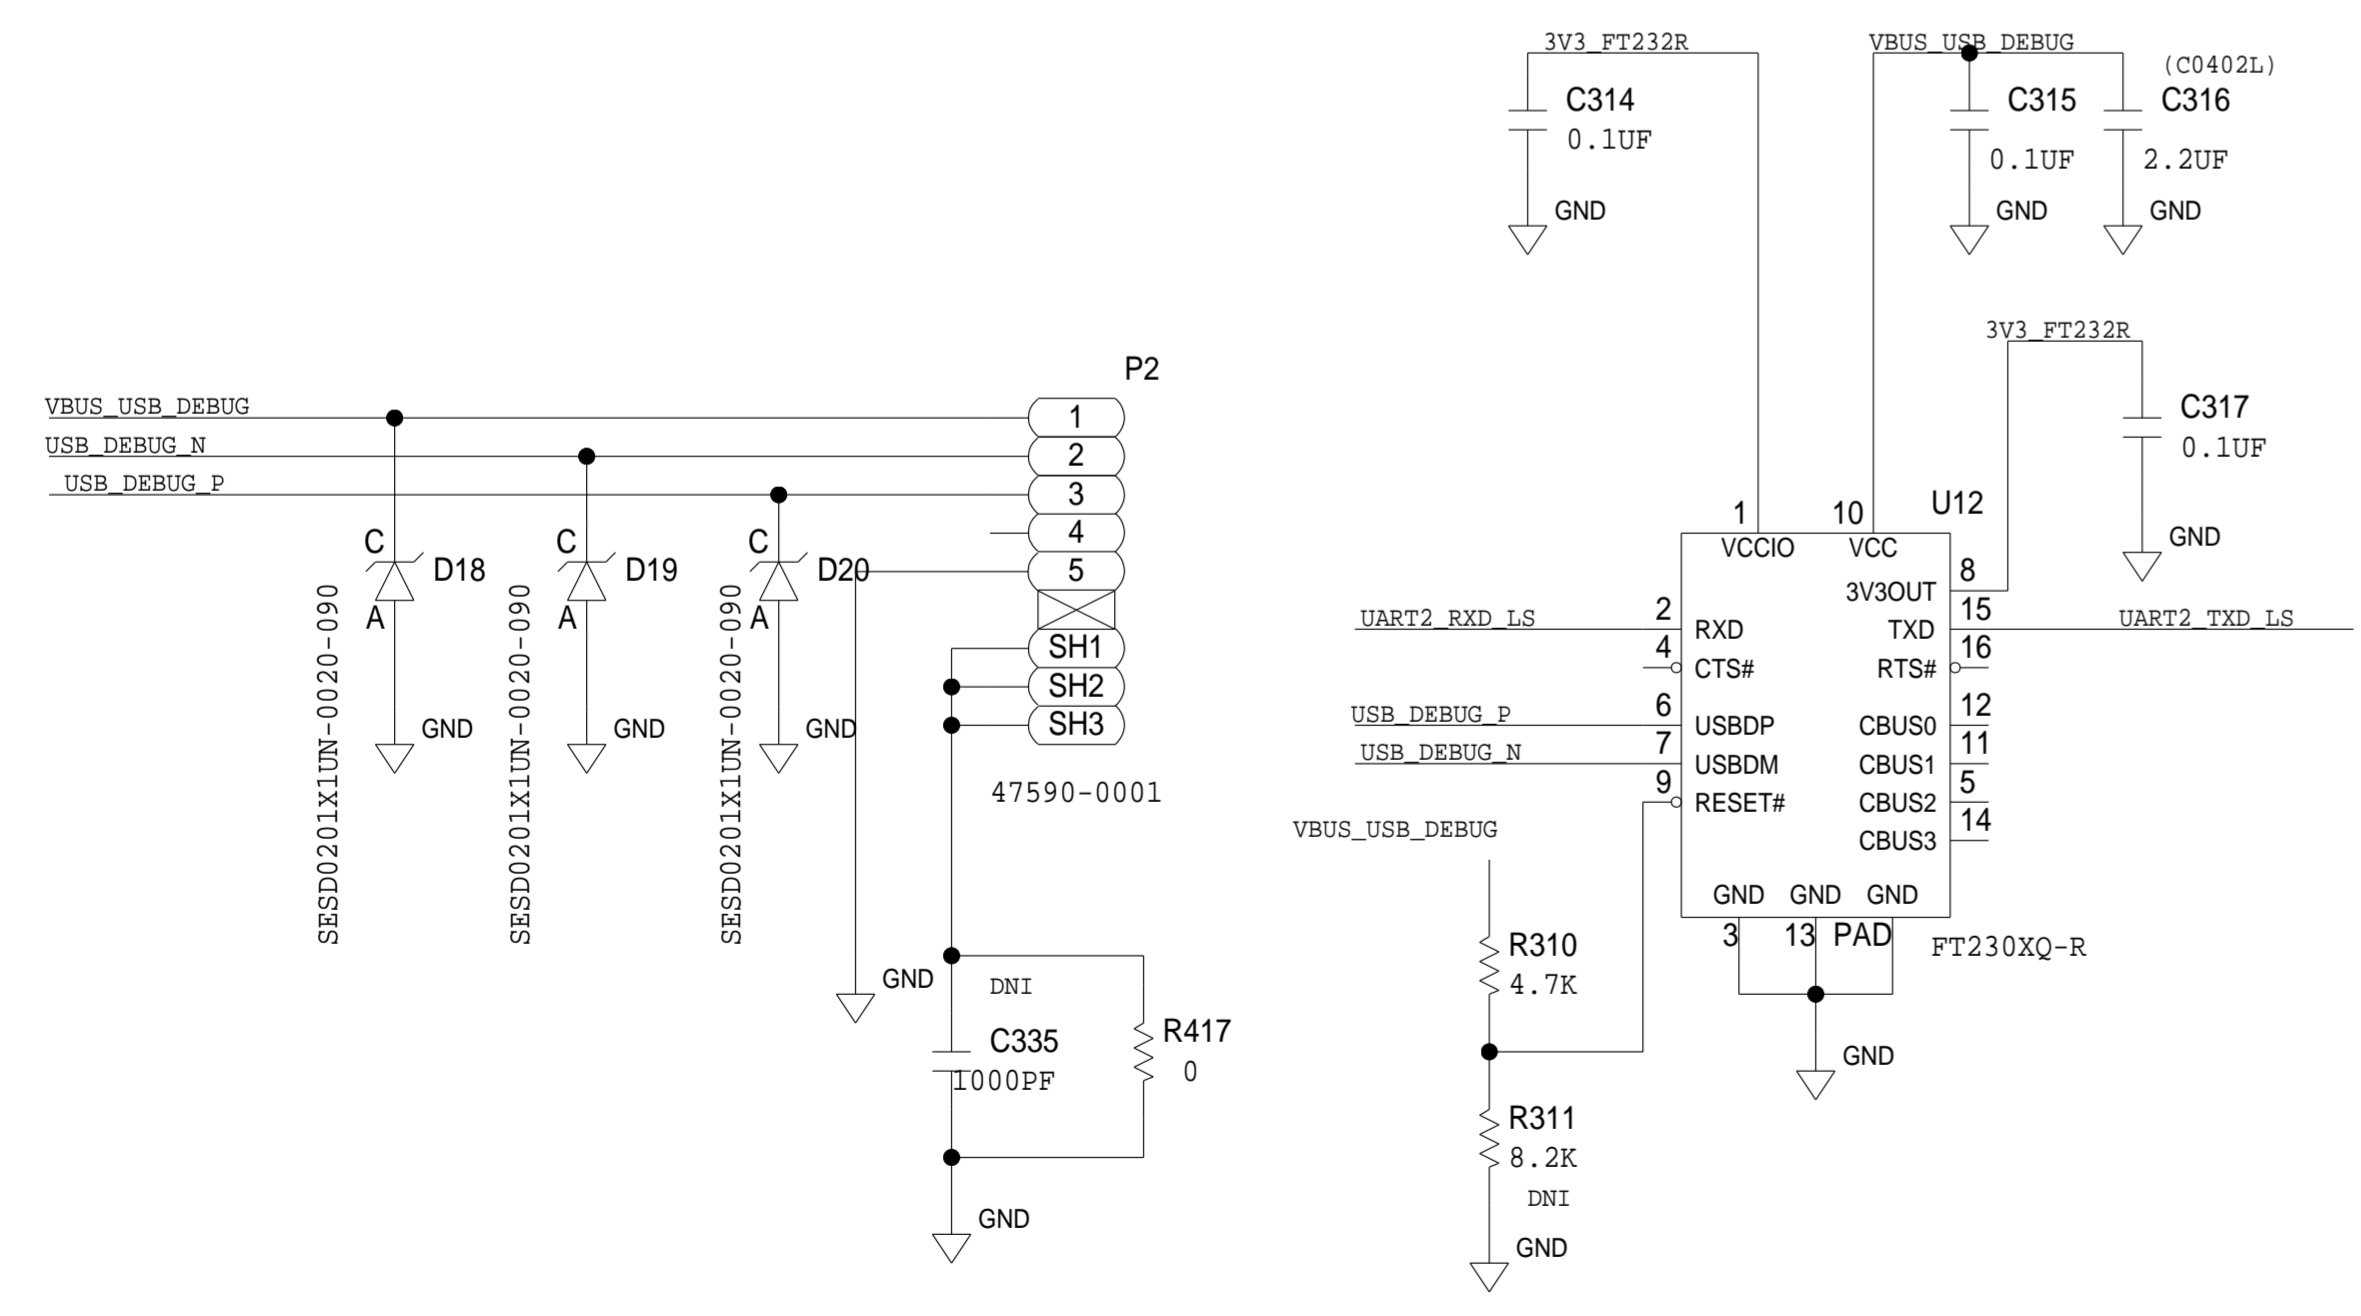 3V3_FT232R
VBUS_USB_DEBUG
(C0402L)
C314
0.1UF
C315
0.1UF
C316
2.2UF
GND
GND
GND
3V3_FT232R
C317
0.1UF
GND
P2
VBUS_USB_DEBUG
USB_DEBUG_N
USB_DEBUG_P
1
2
3
4
5
SH1
SH2
SH3
47590-0001
C
D18
A
SESD0201X1UN-0020-090
GND
C
D19
A
SESD0201X1UN-0020-090
GND
C
D20
A
SESD0201X1UN-0020-090
GND
GND
DNI
C335
1000PF
R417
0
GND
U12
1
10
VCCIO
VCC
8
3V3OUT
UART2_RXD_LS
2
RXD
TXD
15
UART2_TXD_LS
4
CTS#
RTS#
16
USB_DEBUG_P
6
USBDP
CBUS0
12
USB_DEBUG_N
7
USBDM
CBUS1
11
9
RESET#
CBUS2
5
CBUS3
14
GND
GND
GND
3
13
PAD
FT230XQ-R
GND
VBUS_USB_DEBUG
R310
4.7K
R311
8.2K
DNI
GND